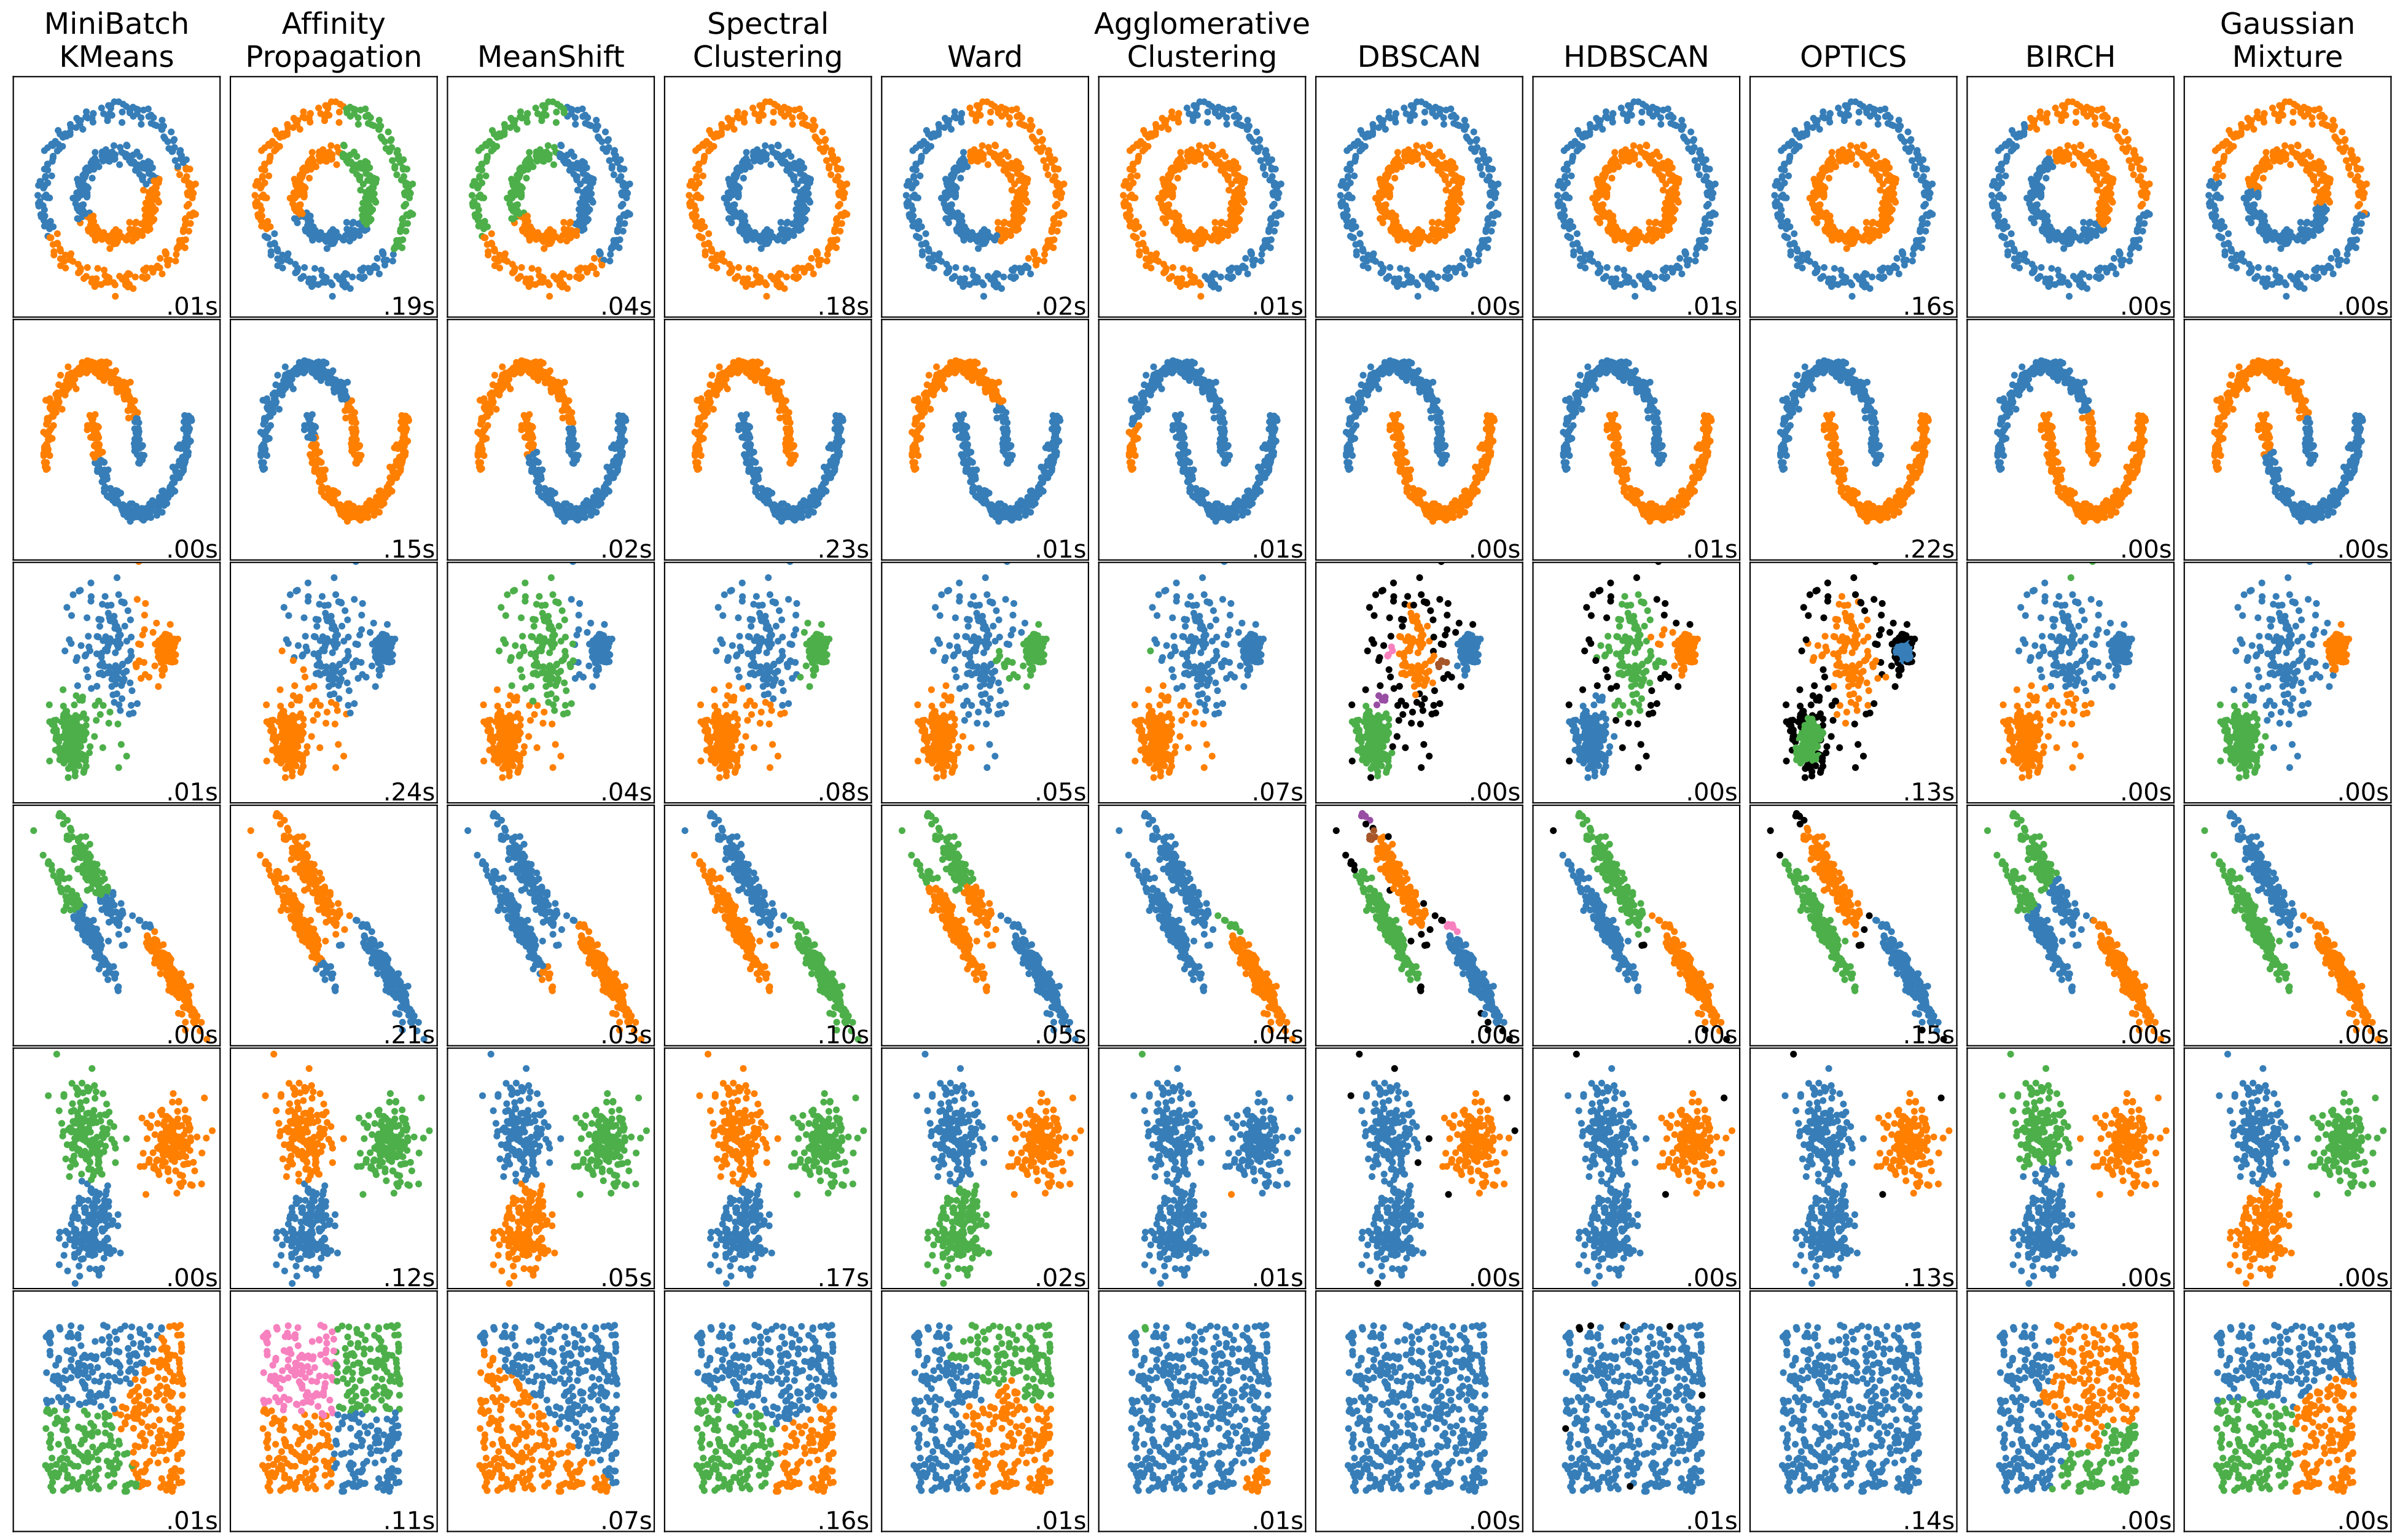 MiniBatch
KMeans
Affinity
Propagation
MeanShift
Spectral
Clustering
Ward
Agglomerative
Clustering
DBSCAN
HDBSCAN
OPTICS
BIRCH
Gaussian
Mixture
.01s
.19s
.04s
.18s
.02s
.01s
.00s
.01s
.16s
.00s
.00s
.00s
.15s
.02s
.23s
.01s
.01s
.00s
.01s
.22s
.00s
.00s
.01s
.24s
.04s
.08s
.05s
.07s
.00s
.00s
.13s
.00s
.00s
.00s
.21s
.03s
.10s
.05s
.04s
.00s
.00s
.15s
.00s
.00s
.00s
.12s
.05s
.17s
.02s
.01s
.00s
.00s
.13s
.00s
.00s
.01s
.11s
.07s
.16s
.01s
.01s
.00s
.01s
.14s
.00s
.00s